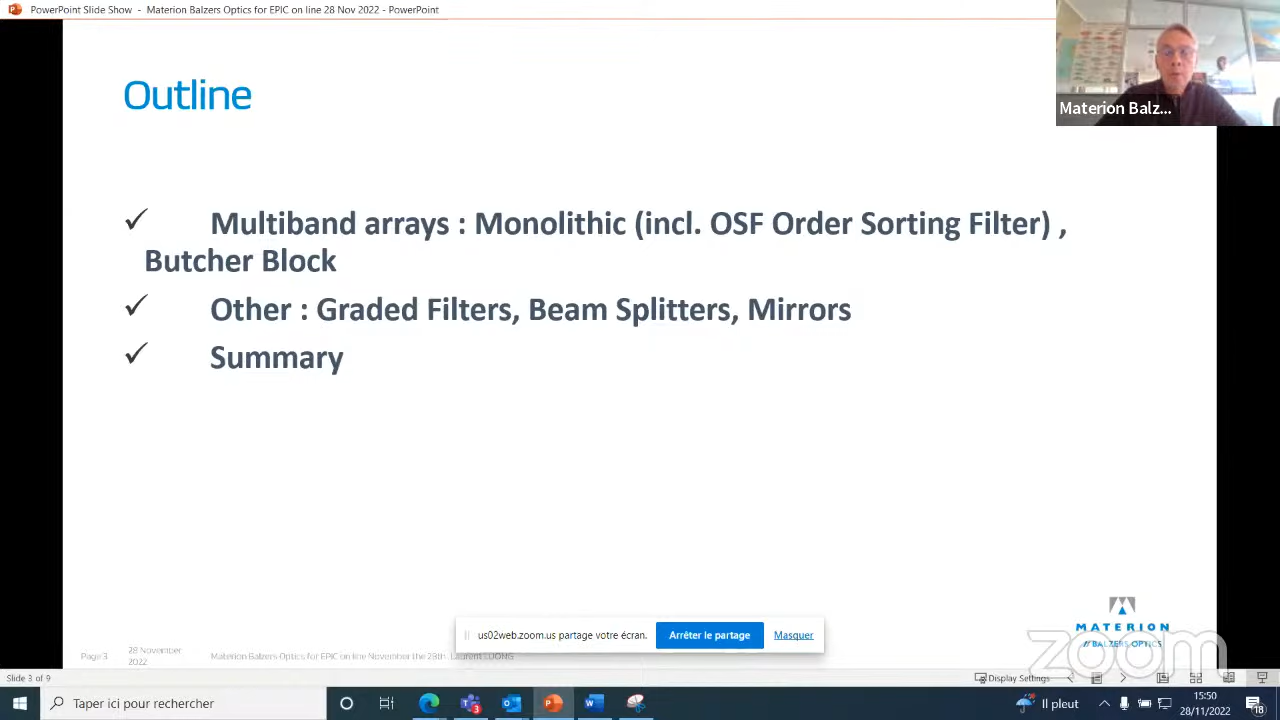 PowerPoint Slide Show - Materion Balzers Optics for EPIC on line 28 Nov 2022 - PowerPoint
Materion Balz...
Outline
✓ Multiband arrays : Monolithic (incl. OSF Order Sorting Filter) ,
Butcher Block
✓ Other : Graded Filters, Beam Splitters, Mirrors
✓ Summary
us02web.zoom.us partage votre écran. Arrêter le partage Masquer
MATERION
BALZERS OPTICS
zoom
Page 3 28 November
2022
Materion Balzers Optics for EPIC on line November the 28th. Laurent LUONG
Slide 3 of 9 Display Settings
Taper ici pour rechercher
3
Il pleut
15:50
28/11/2022
18